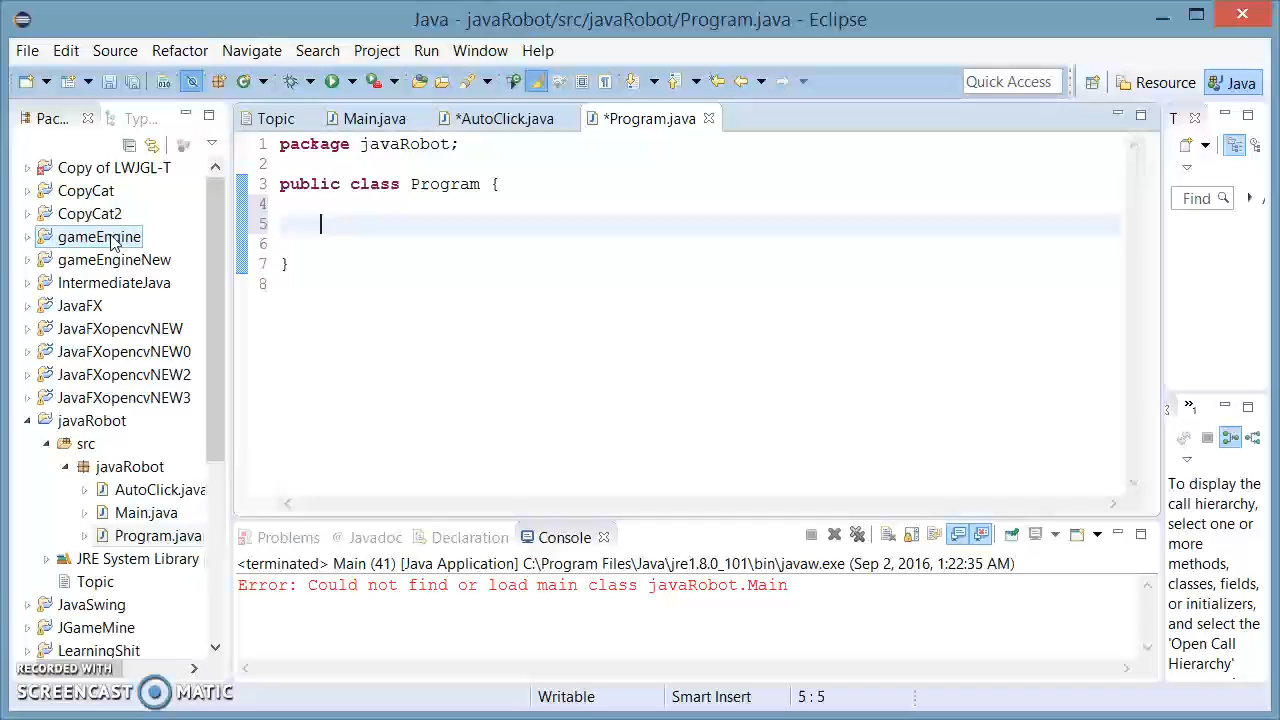 Java - javaRobot/src/javaRobot/Program.java - Eclipse
File Edit Source Refactor Navigate Search Project Run Window Help
Quick Access Resource Java
Pac... Typ...
Topic Main.java *AutoClick.java *Program.java
T
Copy of LWJGL-T
CopyCat
CopyCat2
gameEngine
gameEngineNew
IntermediateJava
JavaFX
JavaFXopencvNEW
JavaFXopencvNEW0
JavaFXopencvNEW2
JavaFXopencvNEW3
javaRobot
src
javaRobot
AutoClick.java
Main.java
Program.java
JRE System Library
Topic
JavaSwing
JGameMine
LearningShit
1 package javaRobot;
2
3 public class Program {
4
5
6
7 }
8
Find
Problems @ Javadoc Declaration Console
<terminated> Main (41) [Java Application] C:\Program Files\Java\jre1.8.0_101\bin\javaw.exe (Sep 2, 2016, 1:22:35 AM)
Error: Could not find or load main class javaRobot.Main
To display the
call hierarchy,
select one or
more
methods,
classes, fields,
or initializers,
and select the
'Open Call
Hierarchy'
Writable Smart Insert 5 : 5
RECORDED WITH
SCREENCAST MATIC